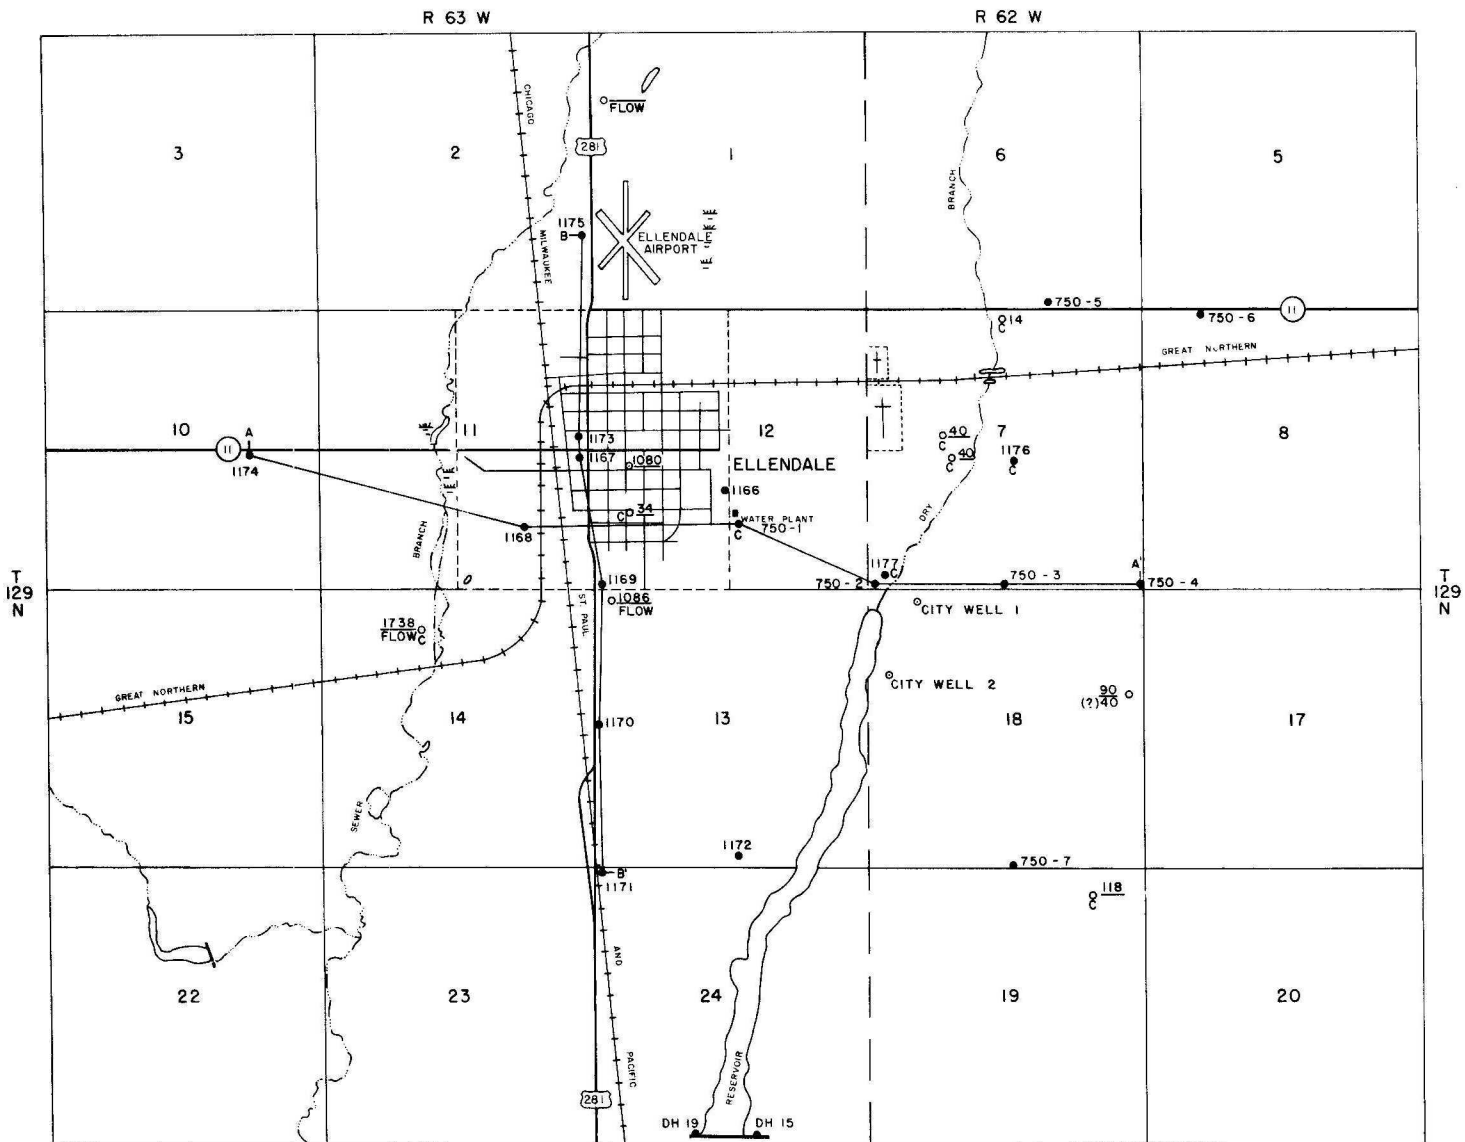 R 63 W
R 62 W
3
2
1
6
5
FLOW
281
CHICAGO
MILWAUKEE
BRANCH
1175
B
ELLENDALE
AIRPORT
750-5
750-6
11
14
C
GREAT NORTHERN
10
11
A
11
1174
1173
1167
1080
12
ELLENDALE
7
8
40
C
40
C
1176
C
1166
34
C
WATER PLANT
750-1
C
1168
BRANCH
DRY
1177
C
750-2
750-3
A'
750-4
T
129
N
T
129
N
1169
1086
FLOW
ST. PAUL
CITY WELL 1
1738
FLOW
C
CITY WELL 2
GREAT NORTHERN
90
(?)40
15
14
1170
13
18
17
SEWER
1172
750-7
B'
1171
118
C
AND
22
23
24
19
20
PACIFIC
RESERVOIR
281
DH 19
DH 15